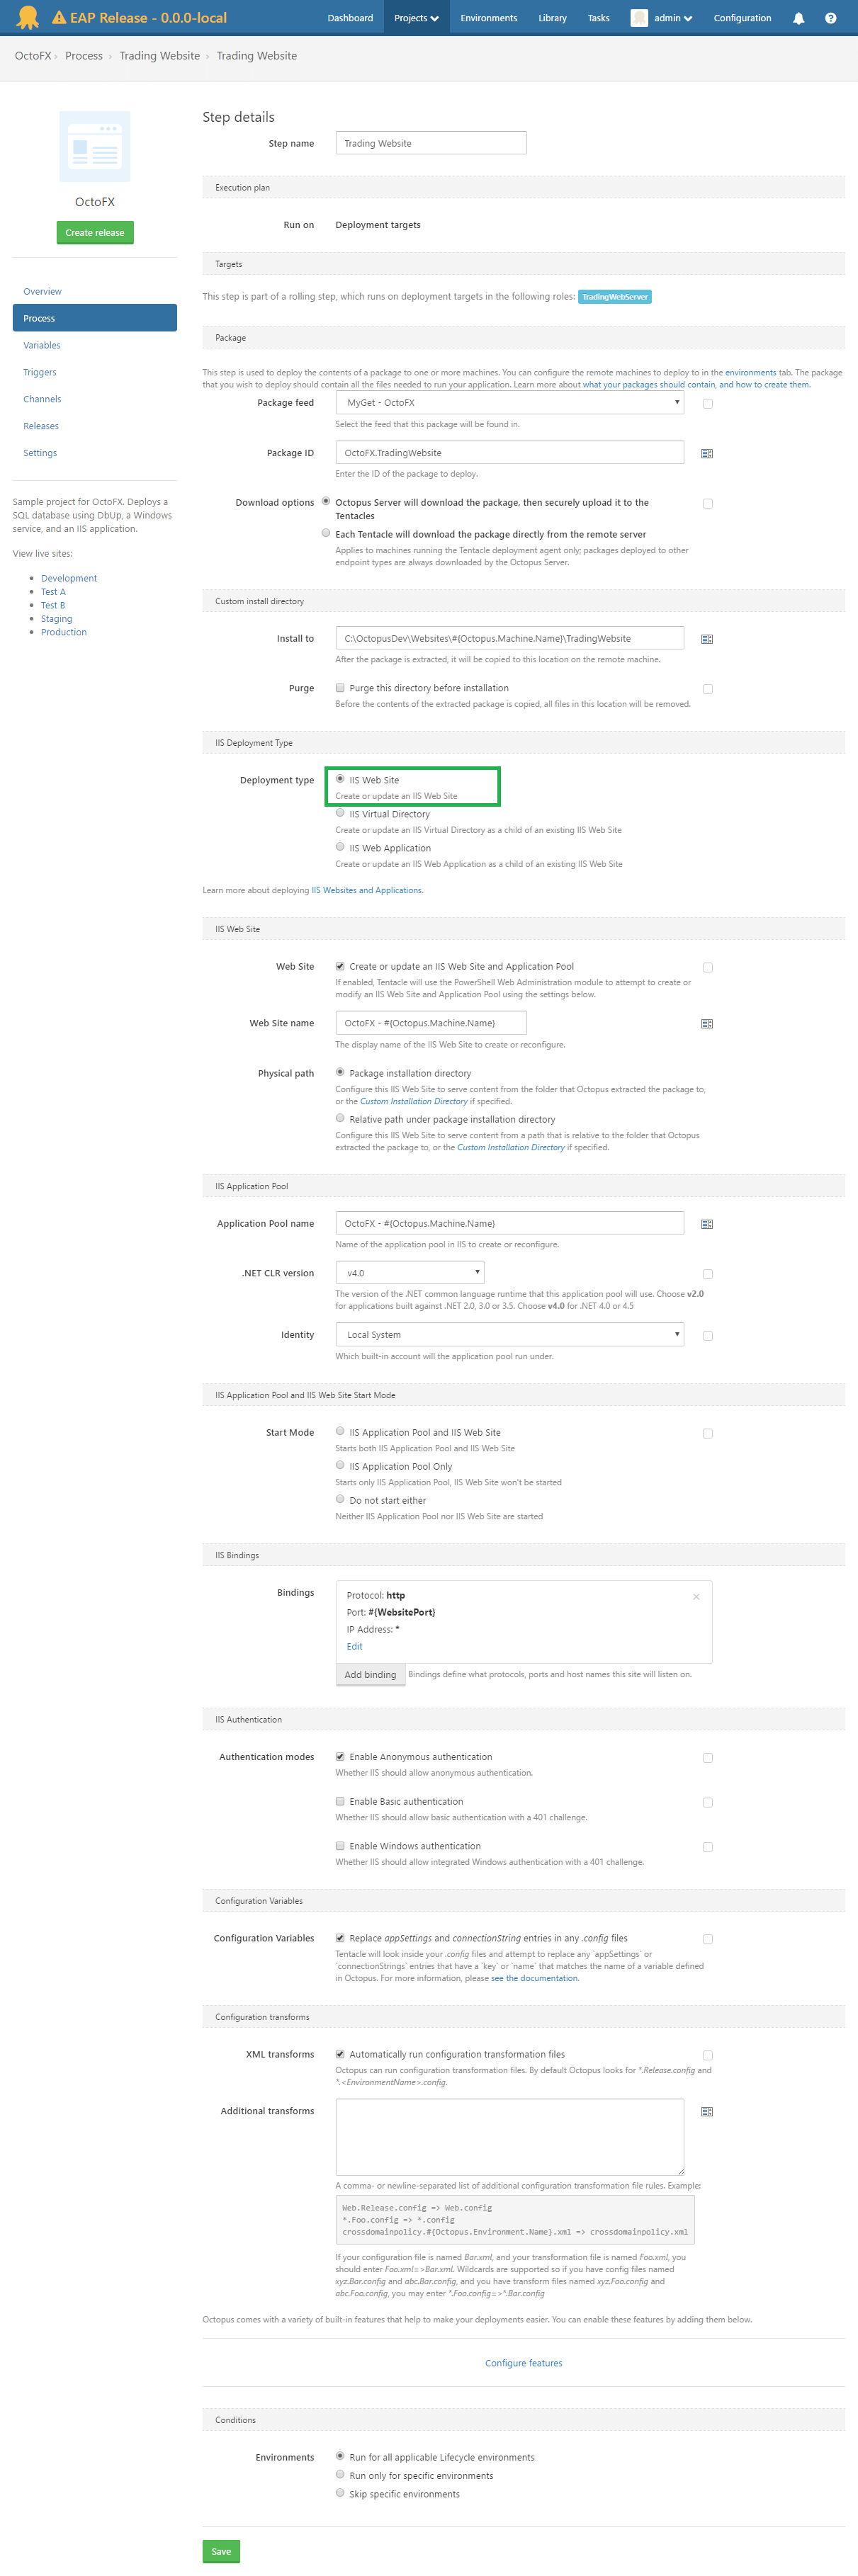 EAP Release - 0.0.0-local
Dashboard Projects Environments Library Tasks admin Configuration
OctoFX › Process › Trading Website › Trading Website
OctoFX
Create release
Overview
Process
Variables
Triggers
Channels
Releases
Settings
Sample project for OctoFX. Deploys a
SQL database using DbUp, a Windows
service, and an IIS application.
View live sites:
Development
Test A
Test B
Staging
Production
Step details
Step name Trading Website
Execution plan
Run on Deployment targets
Targets
This step is part of a rolling step, which runs on deployment targets in the following roles: TradingWebServer
Package
This step is used to deploy the contents of a package to one or more machines. You can configure the remote machines to deploy to in the environments tab. The package
that you wish to deploy should contain all the files needed to run your application. Learn more about what your packages should contain, and how to create them.
Package feed MyGet - OctoFX
Select the feed that this package will be found in.
Package ID OctoFX.TradingWebsite
Enter the ID of the package to deploy.
Download options Octopus Server will download the package, then securely upload it to the
Tentacles
Each Tentacle will download the package directly from the remote server
Applies to machines running the Tentacle deployment agent only; packages deployed to other
endpoint types are always downloaded by the Octopus Server.
Custom install directory
Install to C:\OctopusDev\Websites\#{Octopus.Machine.Name}\TradingWebsite
After the package is extracted, it will be copied to this location on the remote machine.
Purge Purge this directory before installation
Before the contents of the extracted package is copied, all files in this location will be removed.
IIS Deployment Type
Deployment type IIS Web Site
Create or update an IIS Web Site
IIS Virtual Directory
Create or update an IIS Virtual Directory as a child of an existing IIS Web Site
IIS Web Application
Create or update an IIS Web Application as a child of an existing IIS Web Site
Learn more about deploying IIS Websites and Applications.
IIS Web Site
Web Site Create or update an IIS Web Site and Application Pool
If enabled, Tentacle will use the PowerShell Web Administration module to attempt to create or
modify an IIS Web Site and Application Pool using the settings below.
Web Site name OctoFX - #{Octopus.Machine.Name}
The display name of the IIS Web Site to create or reconfigure.
Physical path Package installation directory
Configure this IIS Web Site to serve content from the folder that Octopus extracted the package to,
or the Custom Installation Directory if specified.
Relative path under package installation directory
Configure this IIS Web Site to serve content from a path that is relative to the folder that Octopus
extracted the package to, or the Custom Installation Directory if specified.
IIS Application Pool
Application Pool name OctoFX - #{Octopus.Machine.Name}
Name of the application pool in IIS to create or reconfigure.
.NET CLR version v4.0
The version of the .NET common language runtime that this application pool will use. Choose v2.0
for applications built against .NET 2.0, 3.0 or 3.5. Choose v4.0 for .NET 4.0 or 4.5
Identity Local System
Which built-in account will the application pool run under.
IIS Application Pool and IIS Web Site Start Mode
Start Mode IIS Application Pool and IIS Web Site
Starts both IIS Application Pool and IIS Web Site
IIS Application Pool Only
Starts only IIS Application Pool, IIS Web Site won't be started
Do not start either
Neither IIS Application Pool nor IIS Web Site are started
IIS Bindings
Bindings Protocol: http ×
Port: #{WebsitePort}
IP Address: *
Edit
Add binding Bindings define what protocols, ports and host names this site will listen on.
IIS Authentication
Authentication modes Enable Anonymous authentication
Whether IIS should allow anonymous authentication.
Enable Basic authentication
Whether IIS should allow basic authentication with a 401 challenge.
Enable Windows authentication
Whether IIS should allow integrated Windows authentication with a 401 challenge.
Configuration Variables
Configuration Variables Replace appSettings and connectionString entries in any .config files
Tentacle will look inside your .config files and attempt to replace any `appSettings` or
`connectionStrings` entries that have a `key` or `name` that matches the name of a variable defined
in Octopus. For more information, please see the documentation.
Configuration transforms
XML transforms Automatically run configuration transformation files
Octopus can run configuration transformation files. By default Octopus looks for *.Release.config and
*.<EnvironmentName>.config.
Additional transforms
A comma- or newline-separated list of additional configuration transformation file rules. Example:
Web.Release.config => Web.config
*.Foo.config => *.config
crossdomainpolicy.#{Octopus.Environment.Name}.xml => crossdomainpolicy.xml
If your configuration file is named Bar.xml, and your transformation file is named Foo.xml, you
should enter Foo.xml=>Bar.xml. Wildcards are supported so if you have config files named
xyz.Bar.config and abc.Bar.config, and you have transform files named xyz.Foo.config and
abc.Foo.config, you may enter *.Foo.config=>*.Bar.config
Octopus comes with a variety of built-in features that help to make your deployments easier. You can enable these features by adding them below.
Configure features
Conditions
Environments Run for all applicable Lifecycle environments
Run only for specific environments
Skip specific environments
Save